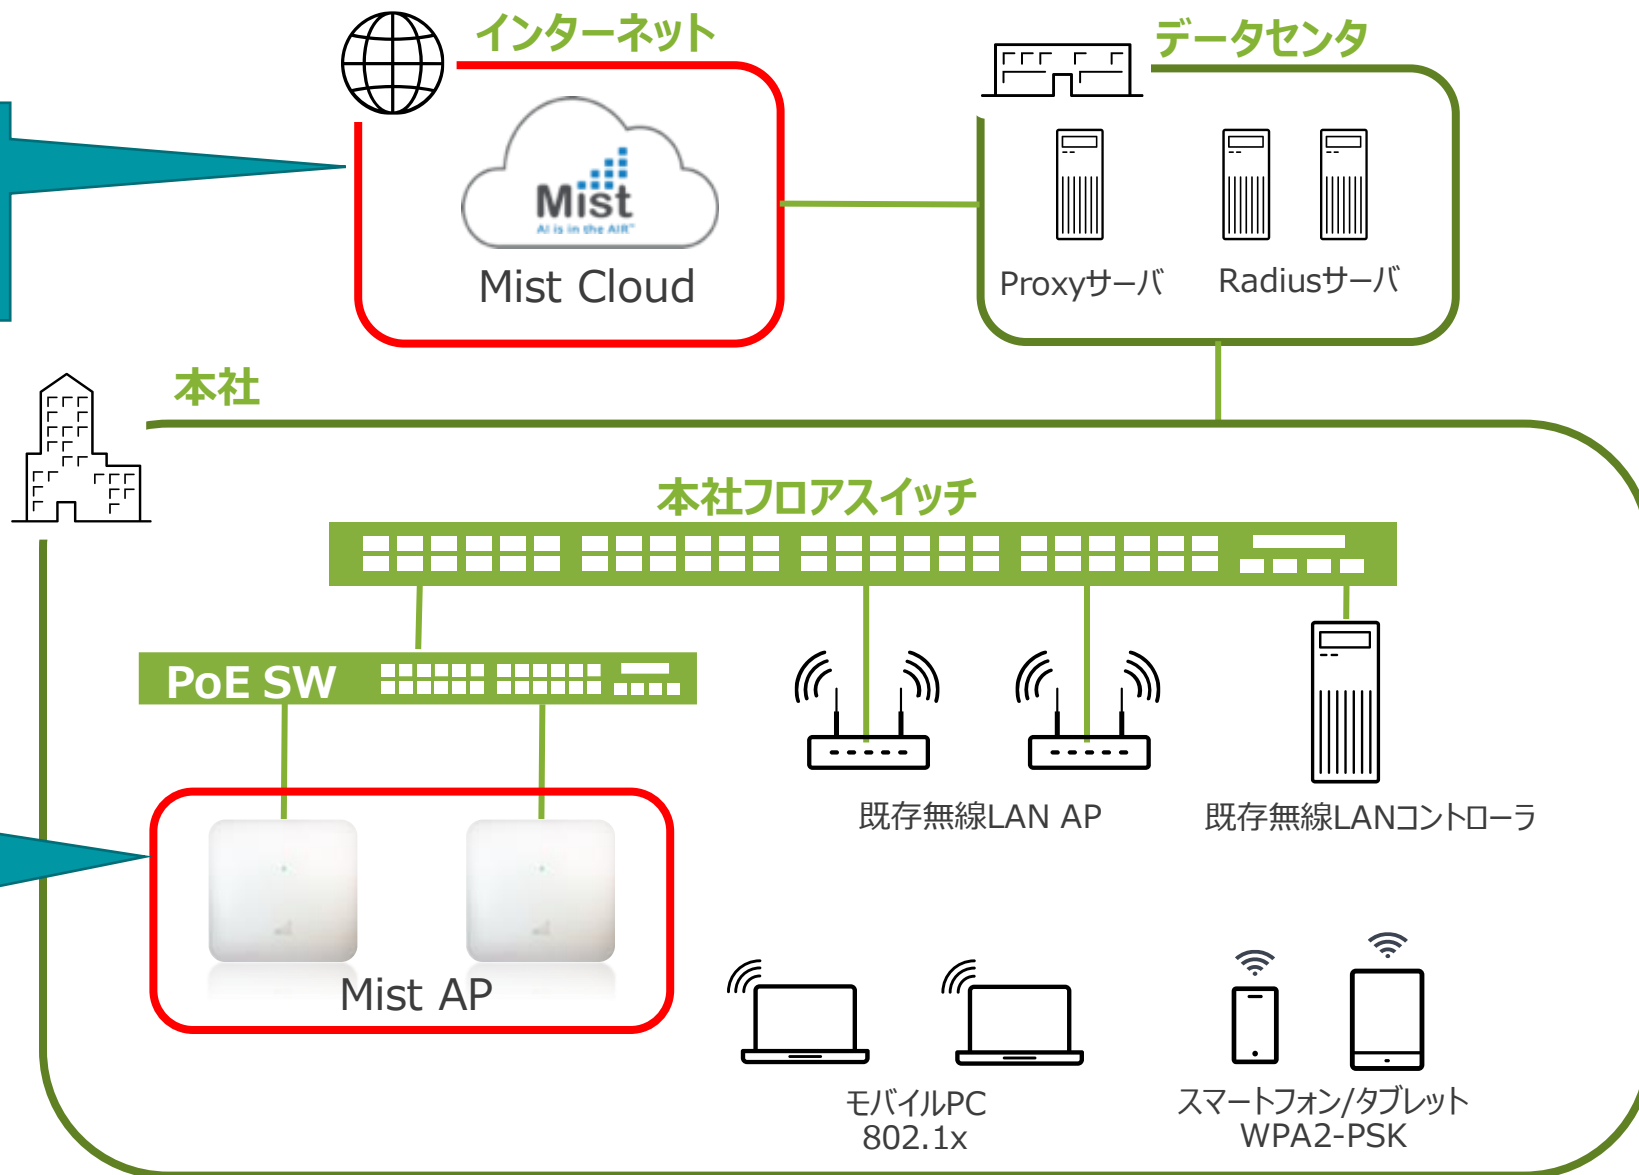 インターネット
データセンタ
Mist
AI is in the AIR™
Mist Cloud
Proxyサーバ
Radiusサーバ
本社
本社フロアスイッチ
PoE SW
既存無線LAN AP
既存無線LANコントローラ
Mist AP
モバイルPC
802.1x
スマートフォン/タブレット
WPA2-PSK